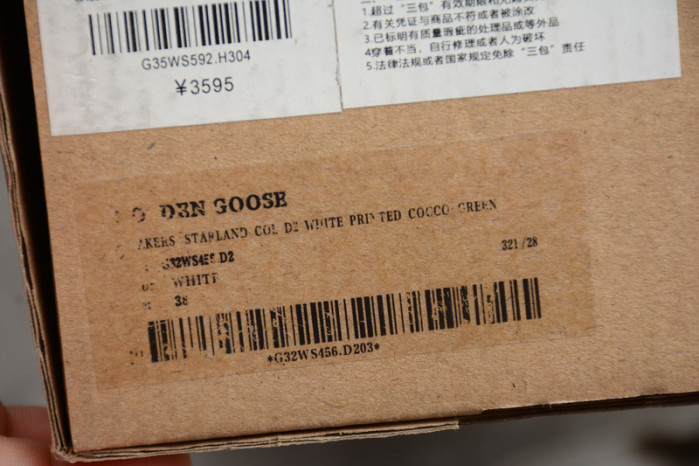 G35WS592.H304
¥3595
1.超过“三包”有效期限和无
2.有关凭证与商品不符或者被涂改
3.已标明有质量瑕疵的处理品或等外品
4穿着不当，自行修理或者人为破坏
5.法律法规或者国家规定免除“三包”责任
DEN GOOSE
AKERS STARLAND COL D2 WHITE PRINTED COCCO GREEN
G32WS456 D2
321/28
WHITE
38
*G32WS456.D203*